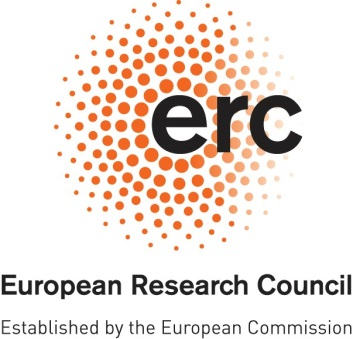 erc
European Research Council
Established by the European Commission